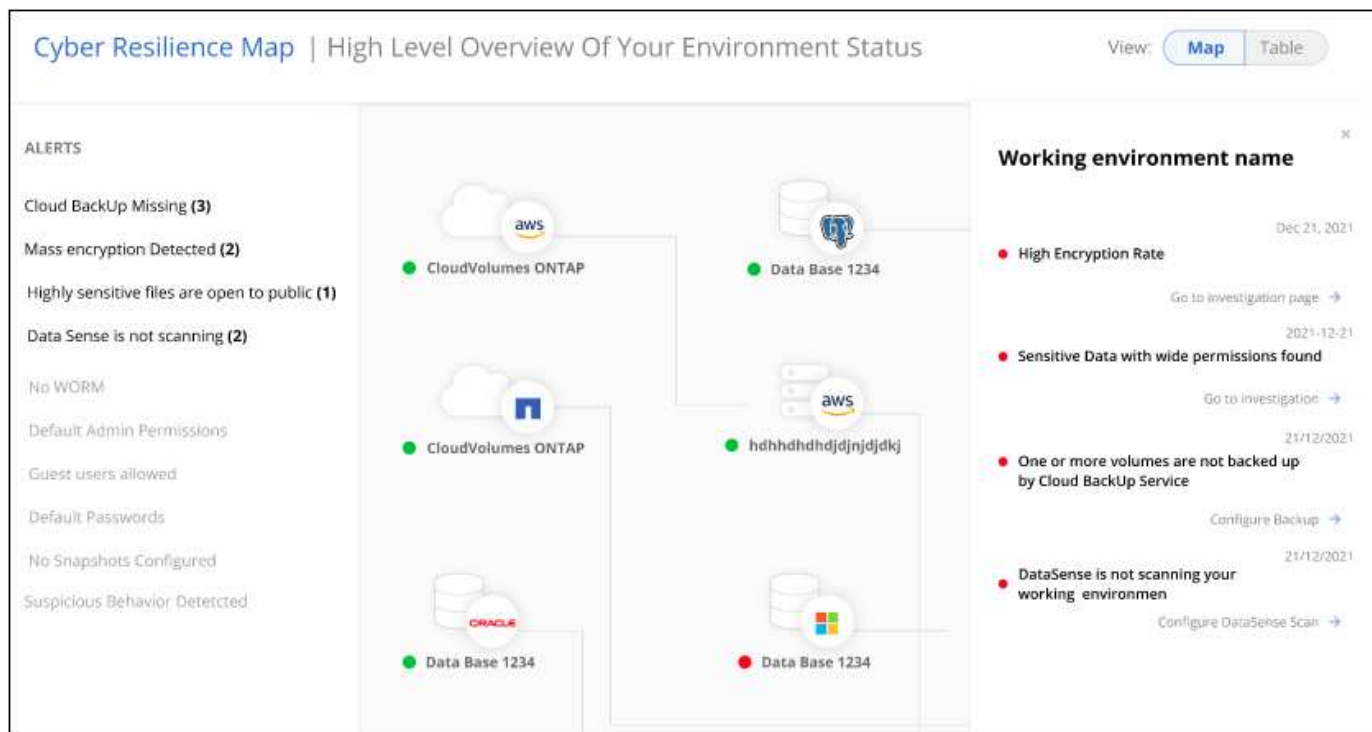 Cyber Resilience Map | High Level Overview Of Your Environment Status
View: Map Table
ALERTS
Cloud BackUp Missing (3)
Mass encryption Detected (2)
Highly sensitive files are open to public (1)
Data Sense is not scanning (2)
No WORM
Default Admin Permissions
Guest users allowed
Default Passwords
No Snapshots Configured
Suspicious Behavior Detetcted
aws
CloudVolumes ONTAP
Data Base 1234
CloudVolumes ONTAP
aws
hdhhdhdhdjdjnjdjdkj
ORACLE
Data Base 1234
Data Base 1234
Working environment name
Dec 21, 2021
High Encryption Rate
Go to investigation page
2021-12-21
Sensitive Data with wide permissions found
Go to investigation
21/12/2021
One or more volumes are not backed up
by Cloud BackUp Service
Configure Backup
21/12/2021
DataSense is not scanning your
working environmen
Configure DataSense Scan